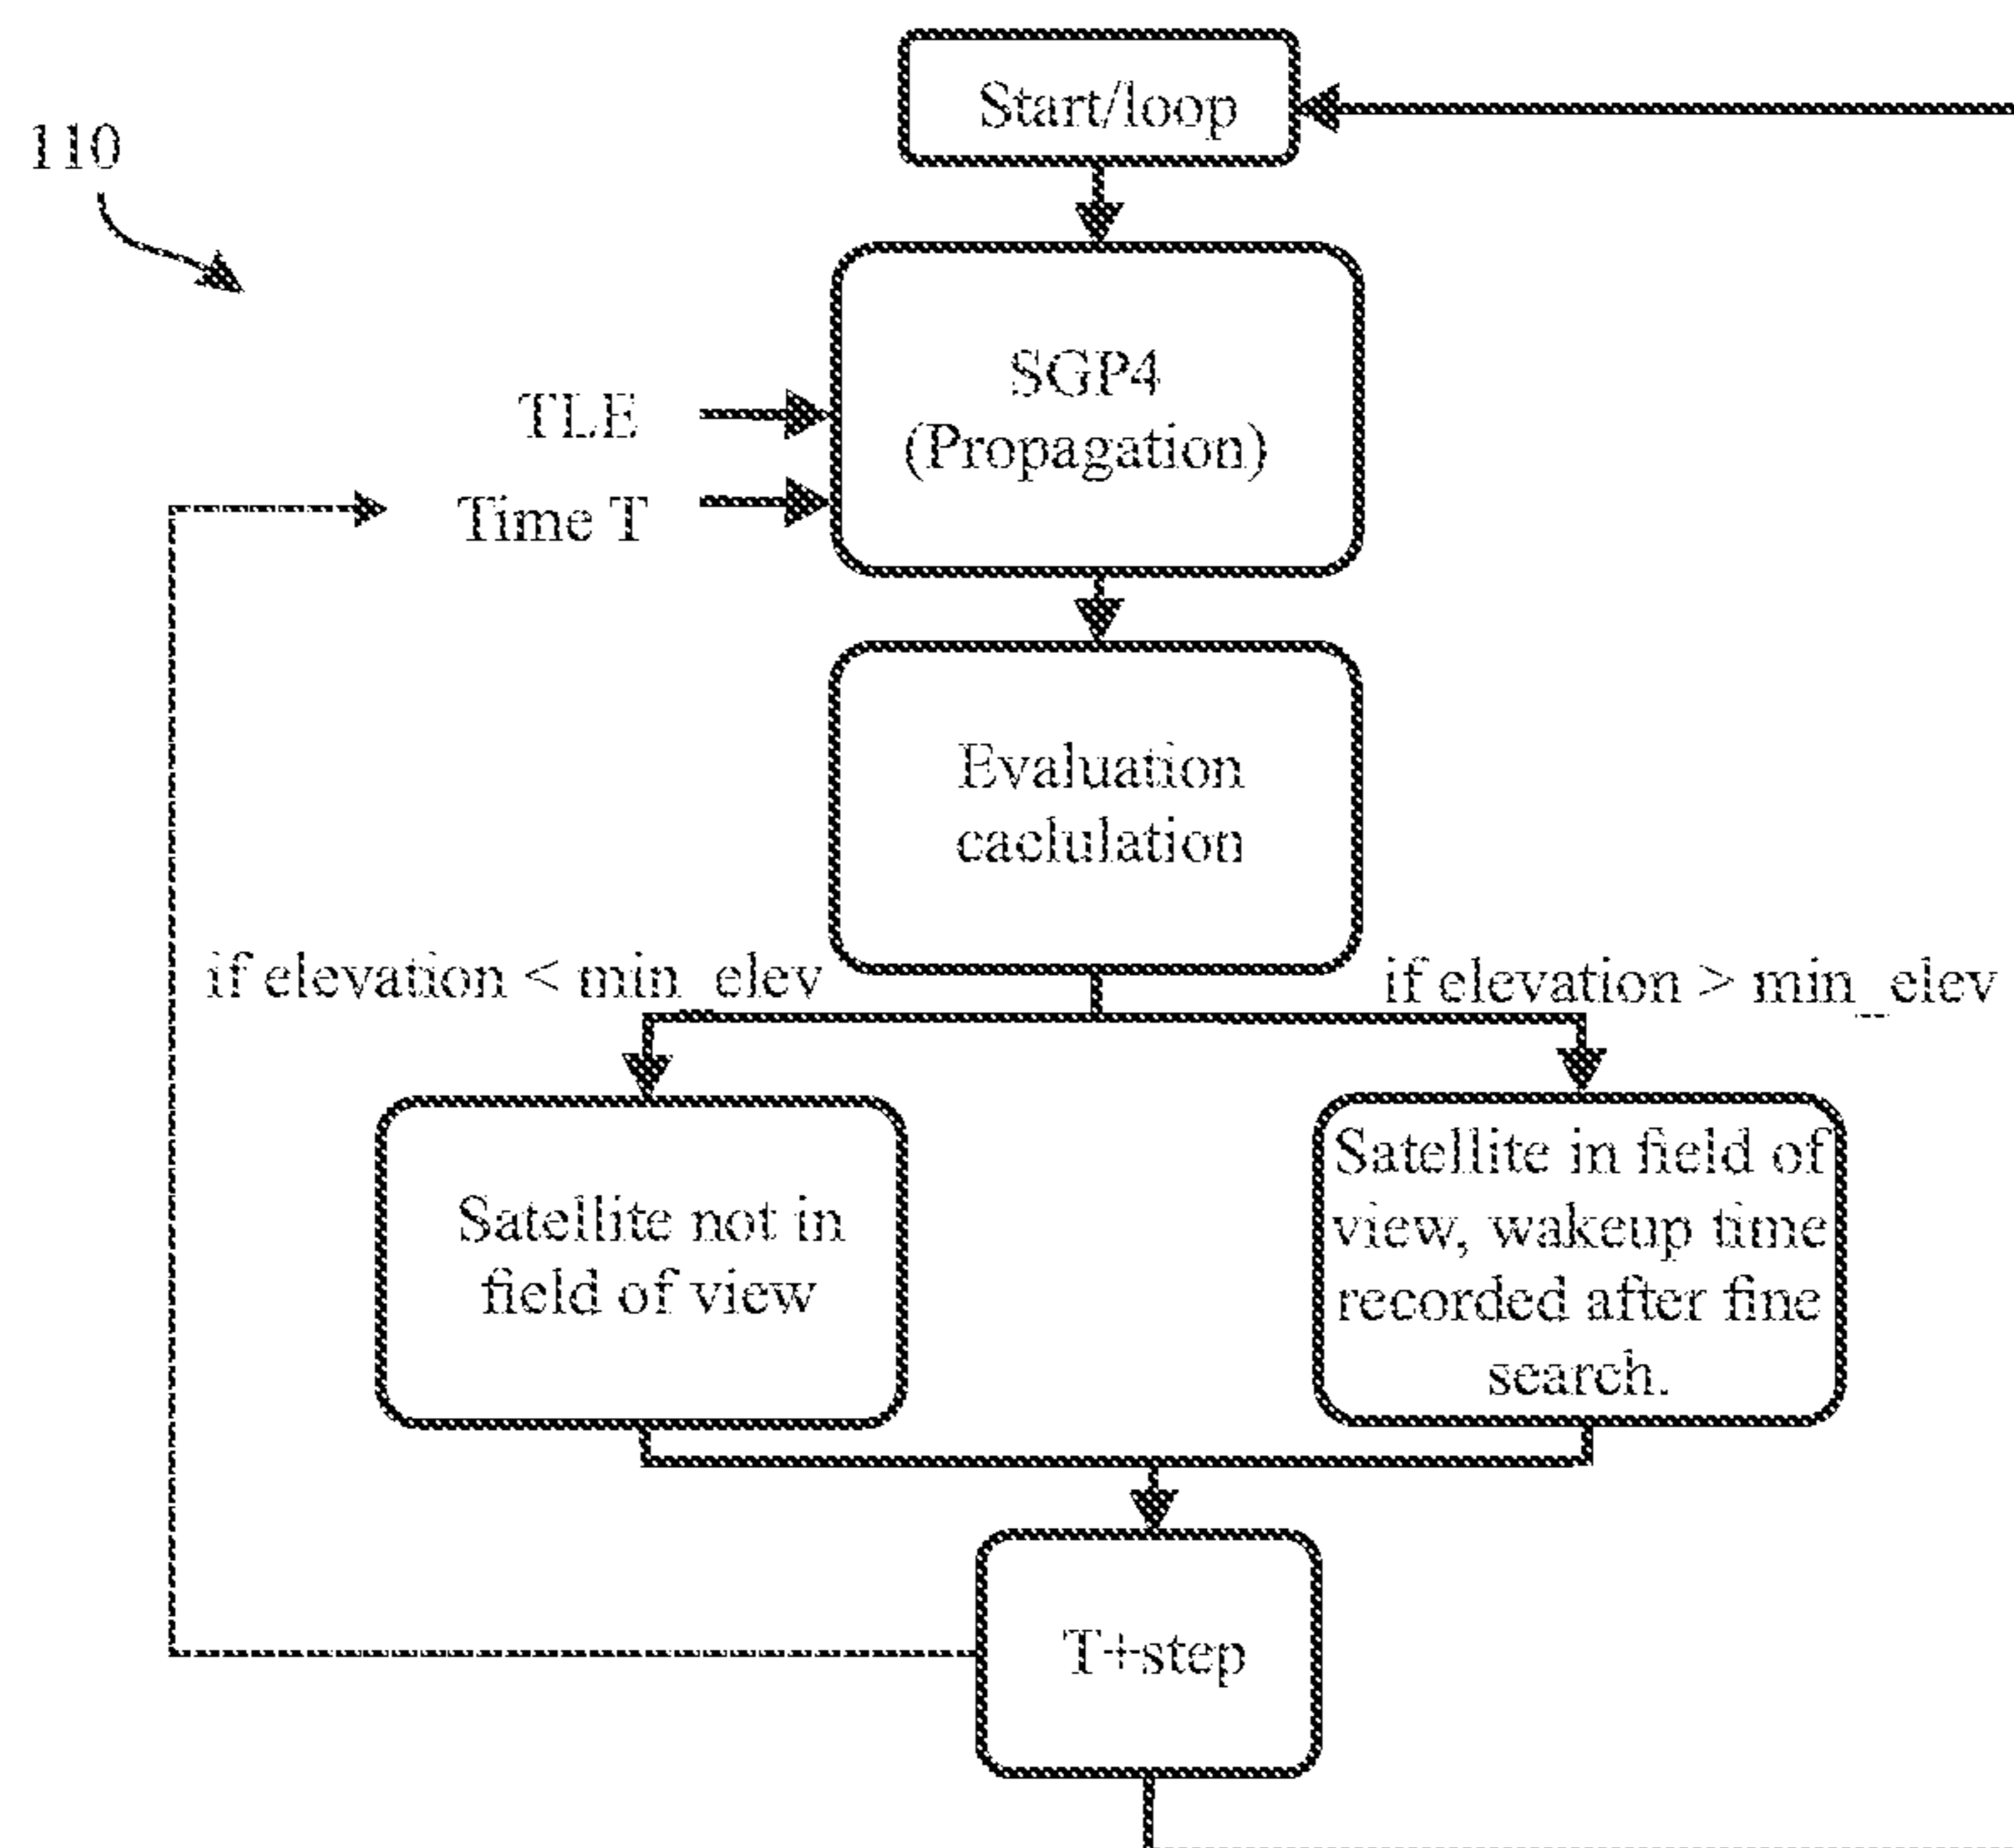 Start/loop
110
SGP4
(Propagation)
TLE
Time T
Evaluation
caclulation
if elevation < min_elev
if elevation > min_elev
Satellite not in
field of view
Satellite in field of
view, wakeup time
recorded after fine
search.
T+step